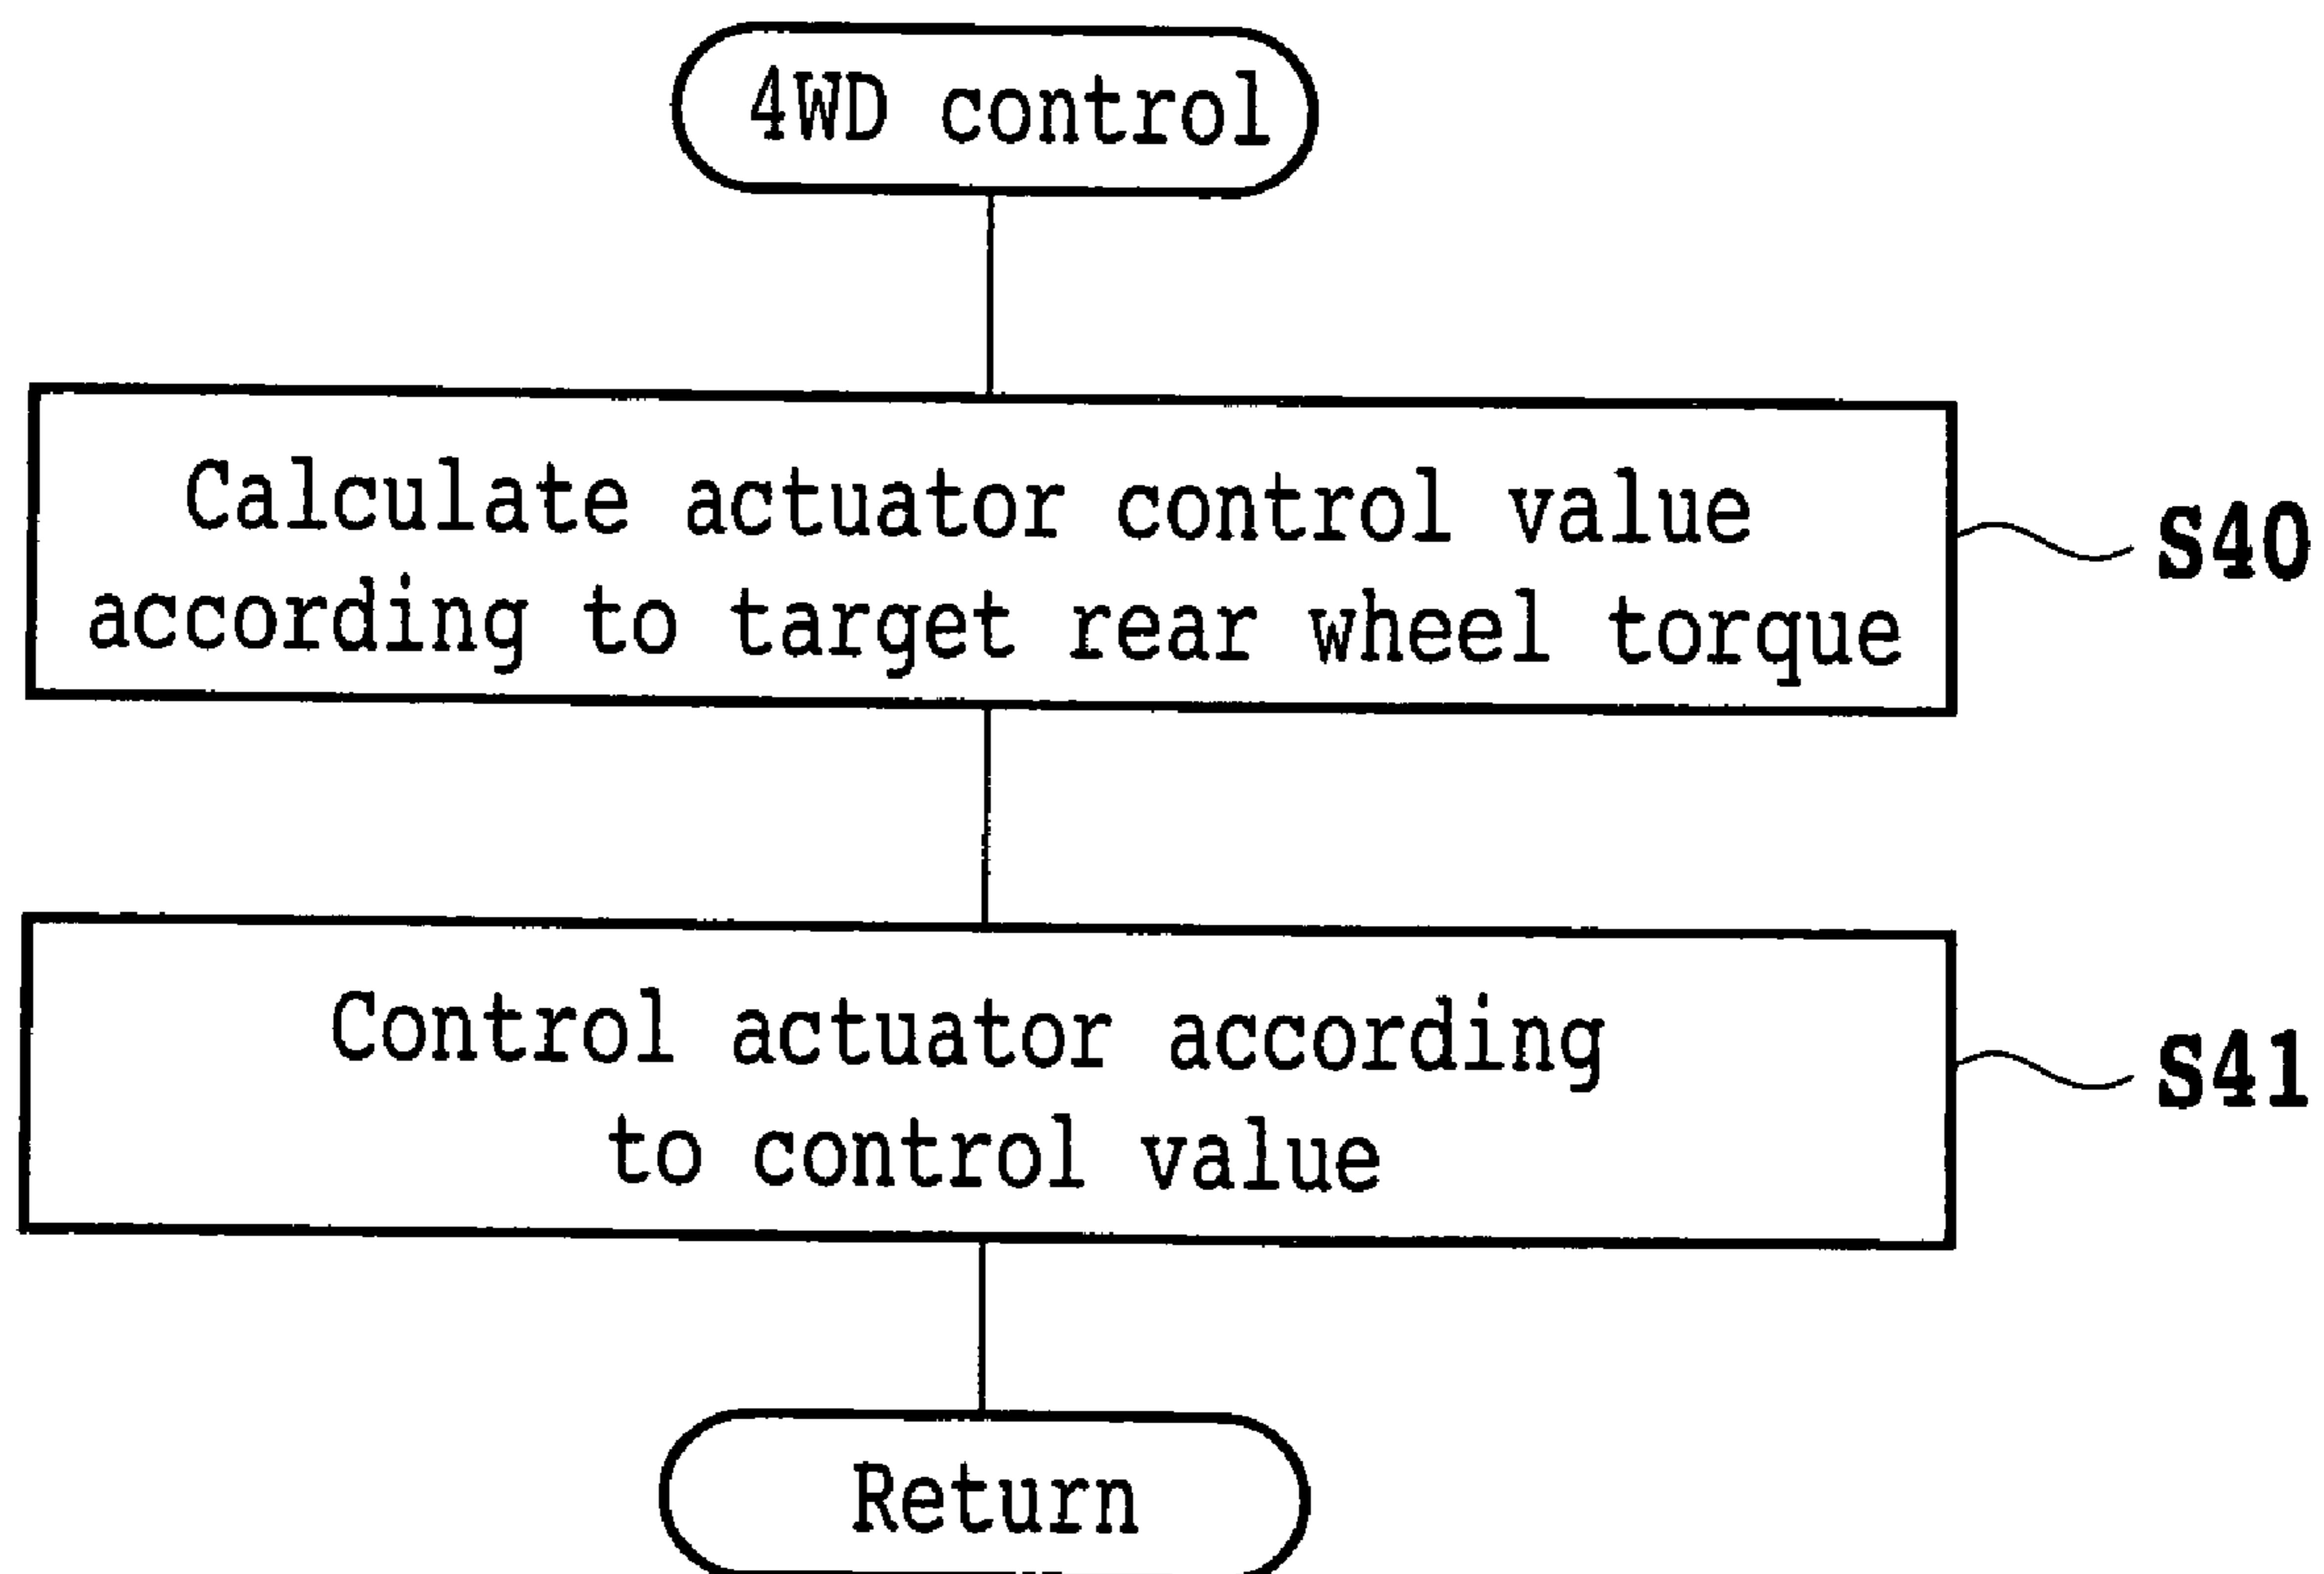 4WD control
Calculate actuator control value
according to target rear wheel torque
S40
Control actuator according
to control value
S41
Return